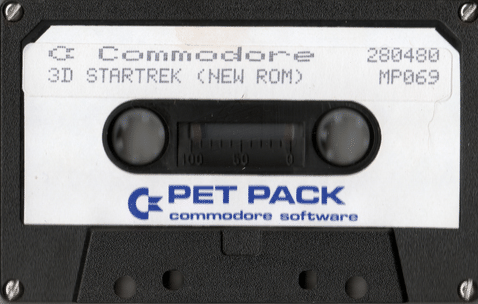 Commodore 280480
3D STARTREK (NEW ROM) MP069
100 50 0
PET PACK
commodore software